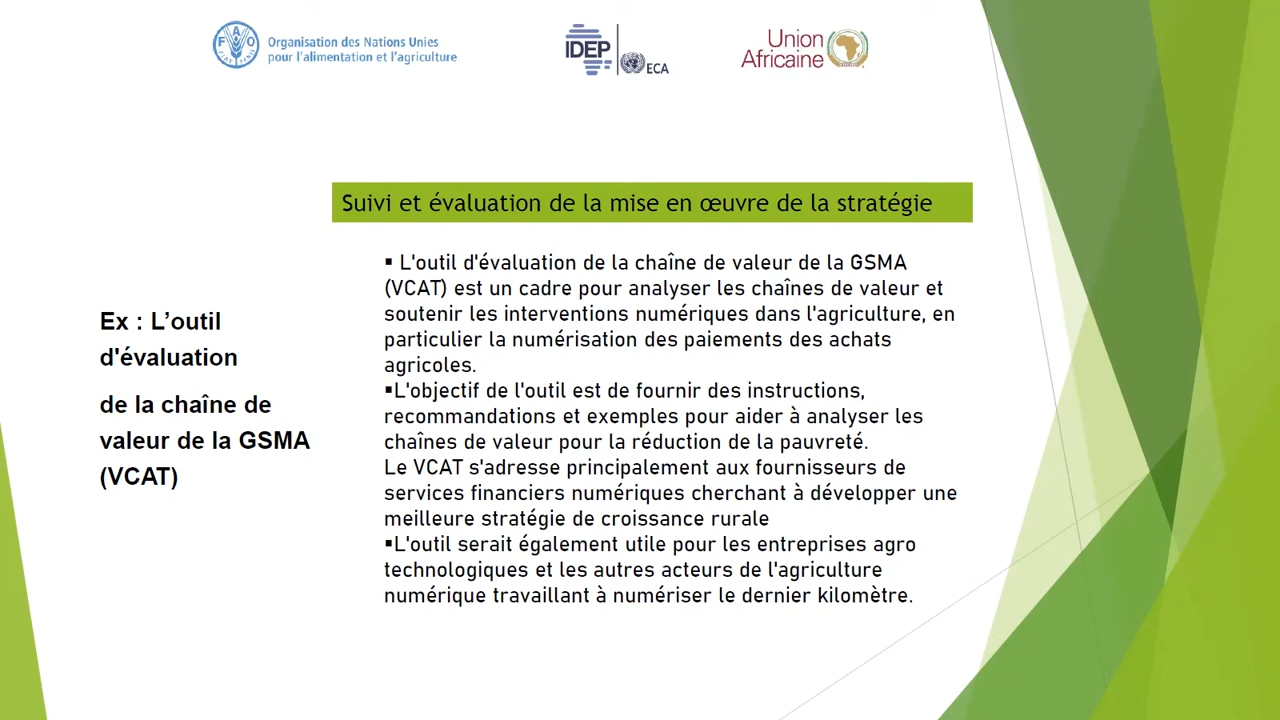 FAO
FIAT PANIS
Organisation des Nations Unies
pour l'alimentation et l'agriculture
IDEP
ECA
Union
Africaine
Suivi et évaluation de la mise en œuvre de la stratégie
Ex : L’outil
d'évaluation
de la chaîne de
valeur de la GSMA
(VCAT)
▪ L'outil d'évaluation de la chaîne de valeur de la GSMA
(VCAT) est un cadre pour analyser les chaînes de valeur et
soutenir les interventions numériques dans l'agriculture, en
particulier la numérisation des paiements des achats
agricoles.
▪L'objectif de l'outil est de fournir des instructions,
recommandations et exemples pour aider à analyser les
chaînes de valeur pour la réduction de la pauvreté.
Le VCAT s'adresse principalement aux fournisseurs de
services financiers numériques cherchant à développer une
meilleure stratégie de croissance rurale
▪L'outil serait également utile pour les entreprises agro
technologiques et les autres acteurs de l'agriculture
numérique travaillant à numériser le dernier kilomètre.